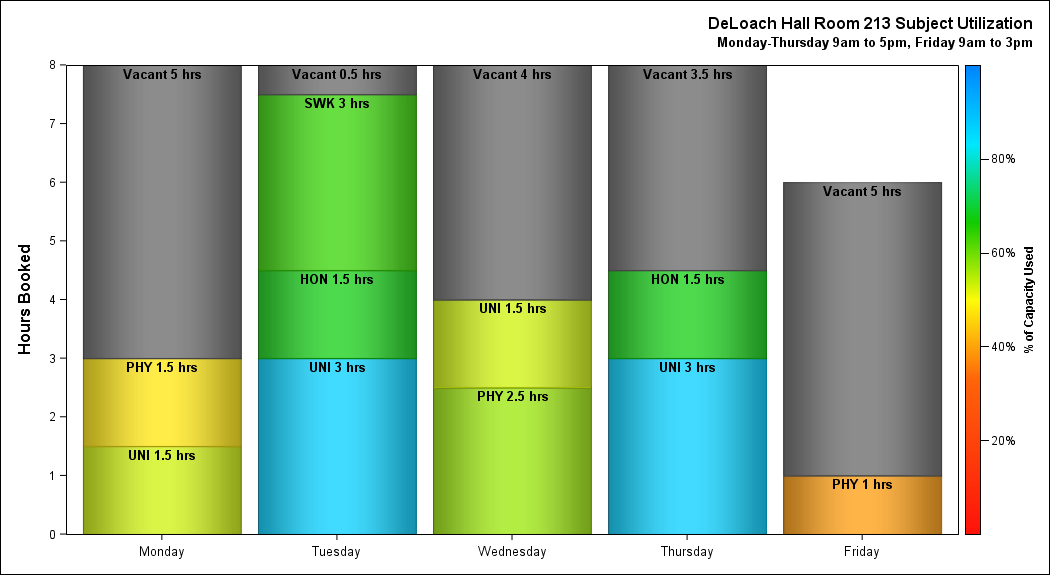 DeLoach Hall Room 213 Subject Utilization
Monday-Thursday 9am to 5pm, Friday 9am to 3pm
Hours Booked
8
7
6
5
4
3
2
1
0
Vacant 5 hrs
PHY 1.5 hrs
UNI 1.5 hrs
Vacant 0.5 hrs
SWK 3 hrs
HON 1.5 hrs
UNI 3 hrs
Vacant 4 hrs
UNI 1.5 hrs
PHY 2.5 hrs
Vacant 3.5 hrs
HON 1.5 hrs
UNI 3 hrs
Vacant 5 hrs
PHY 1 hrs
Monday
Tuesday
Wednesday
Thursday
Friday
80%
60%
40%
20%
% of Capacity Used